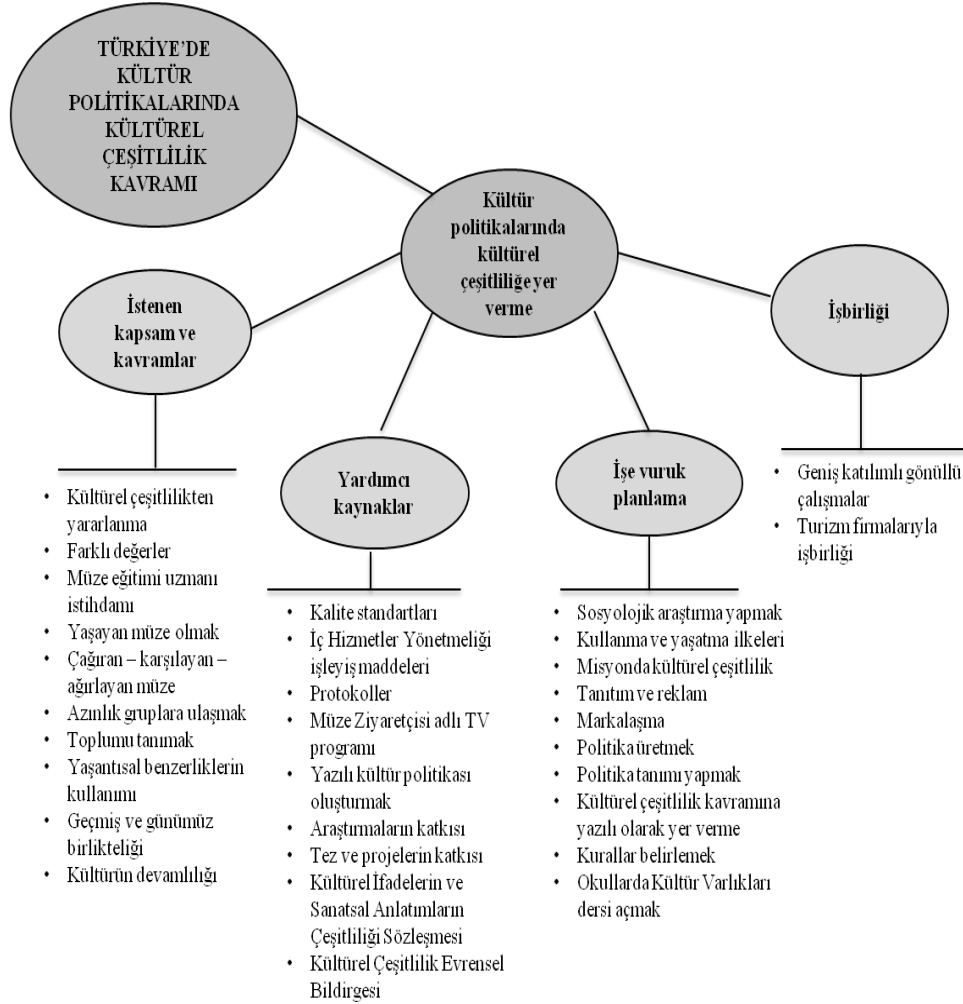 TÜRKİYE'DE
KÜLTÜR
POLİTİKALARINDA
KÜLTÜREL
ÇEŞİTLİLİK
KAVRAMI
Kültür
politikalarında
kültürel
çeşitliliğe yer
verme
İstenen
kapsam ve
kavramlar
• Kültürel çeşitlilikten
yararlanma
• Farklı değerler
• Müze eğitimi uzmanı
istihdamı
• Yaşayan müze olmak
• Çağıran – karşılayan –
ağırlayan müze
• Azınlık gruplara ulaşmak
• Toplumu tanımak
• Yaşantısal benzerliklerin
kullanımı
• Geçmiş ve günümüz
birlikteliği
• Kültürün devamlılığı
Yardımcı
kaynaklar
• Kalite standartları
• İç Hizmetler Yönetmeliği
işleyiş maddeleri
• Protokoller
• Müze Ziyaretçisi adlı TV
programı
• Yazılı kültür politikası
oluşturmak
• Araştırmaların katkısı
• Tez ve projelerin katkısı
• Kültürel İfadelerin ve
Sanatsal Anlatımların
Çeşitliliği Sözleşmesi
• Kültürel Çeşitlilik Evrensel
Bildirgesi
İşe vuruk
planlama
• Sosyolojik araştırma yapmak
• Kullanma ve yaşatma ilkeleri
• Misyonda kültürel çeşitlilik
• Tanıtım ve reklam
• Markalaşma
• Politika üretmek
• Politika tanımı yapmak
• Kültürel çeşitlilik kavramına
yazılı olarak yer verme
• Kurallar belirlemek
• Okullarda Kültür Varlıkları
dersi açmak
İşbirliği
• Geniş katılımlı gönüllü
çalışmalar
• Turizm firmalarıyla
işbirliği